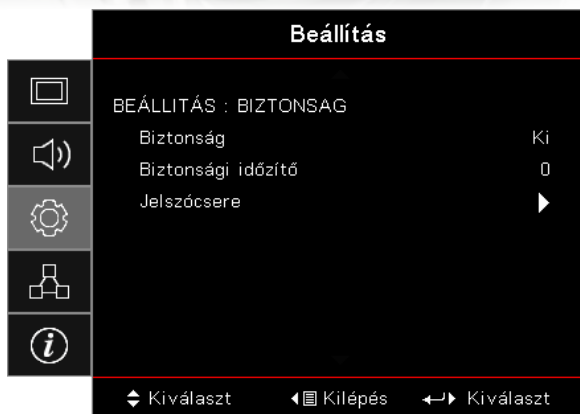 Beállítás
BEÁLLITÁS : BIZTONSAG
Biztonság Ki
Biztonsági időzítő 0
Jelszócsere
Kiválaszt Kilépés Kiválaszt